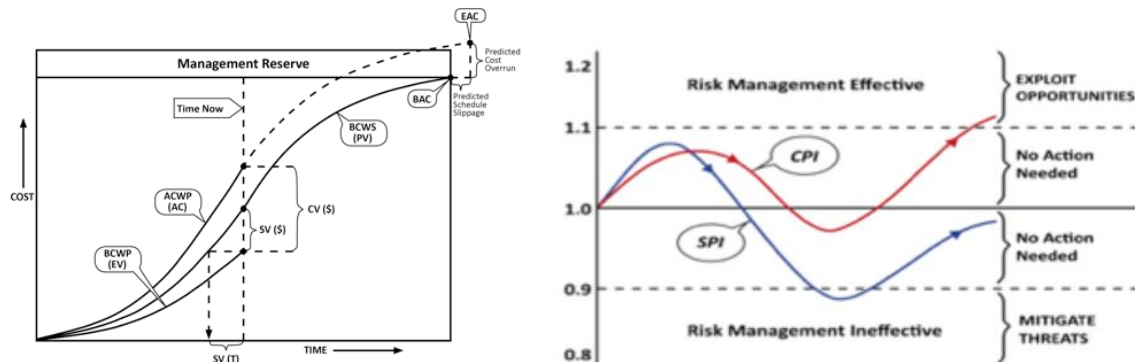 EAC
Predicted
Cost
Overrun
Management Reserve
Time Now
BAC
Predicted
Schedule
Slippage
BCWS
(PV)
COST
ACWP
(AC)
CV ($)
SV ($)
BCWP
(EV)
TIME
SV (T)
1.2
Risk Management Effective
EXPLOIT
OPPORTUNITIES
1.1
CPI
No Action
Needed
1.0
SPI
No Action
Needed
0.9
Risk Management Ineffective
MITIGATE
THREATS
0.8